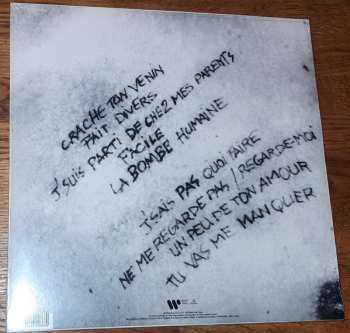 CRACHE TON VENIN
FAIT DIVERS
J'SUIS PARTI DE CHEZ MES PARENTS
FACILE
LA BOMBE HUMAINE
J'SAIS PAS QUOI FAIRE
NE ME REGARDE PAS / REGARDE-MOI
UN PEU DE TON AMOUR
TU VAS ME MANQUER